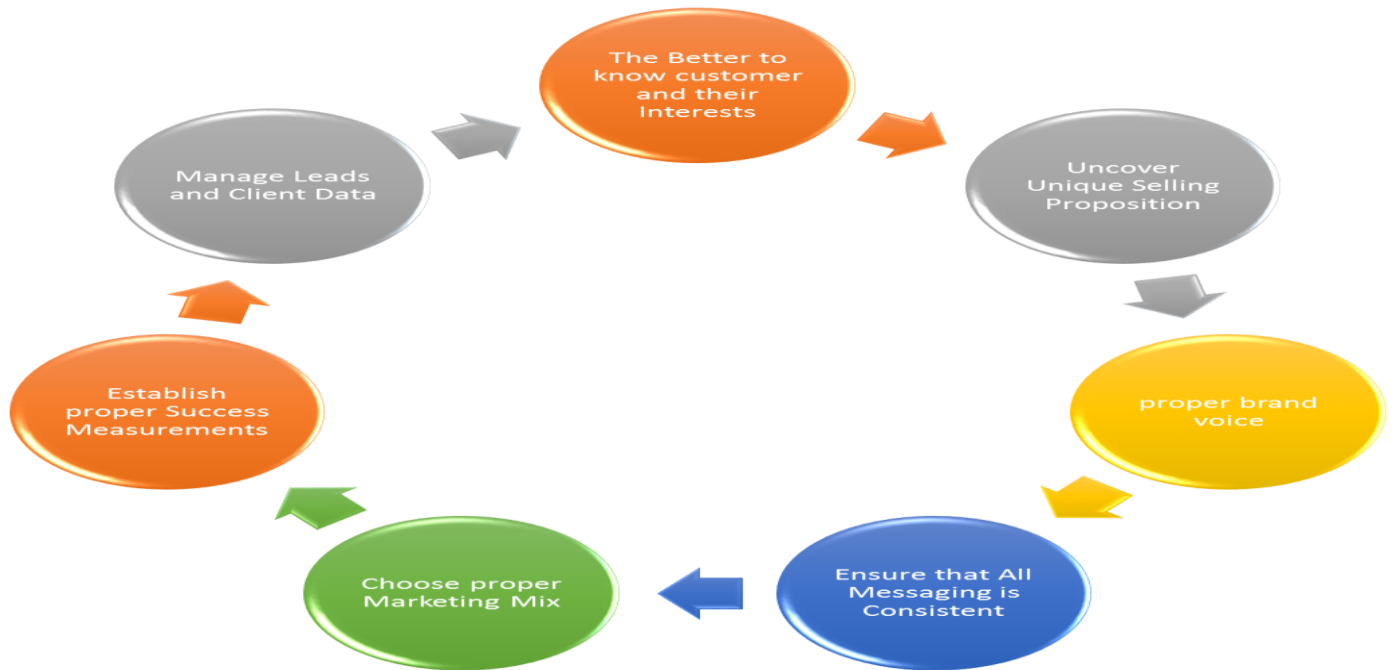 The Better to
know customer
and their
Interests
Uncover
Unique Selling
Proposition
proper brand
voice
Ensure that All
Messaging is
Consistent
Choose proper
Marketing Mix
Establish
proper Success
Measurements
Manage Leads
and Client Data